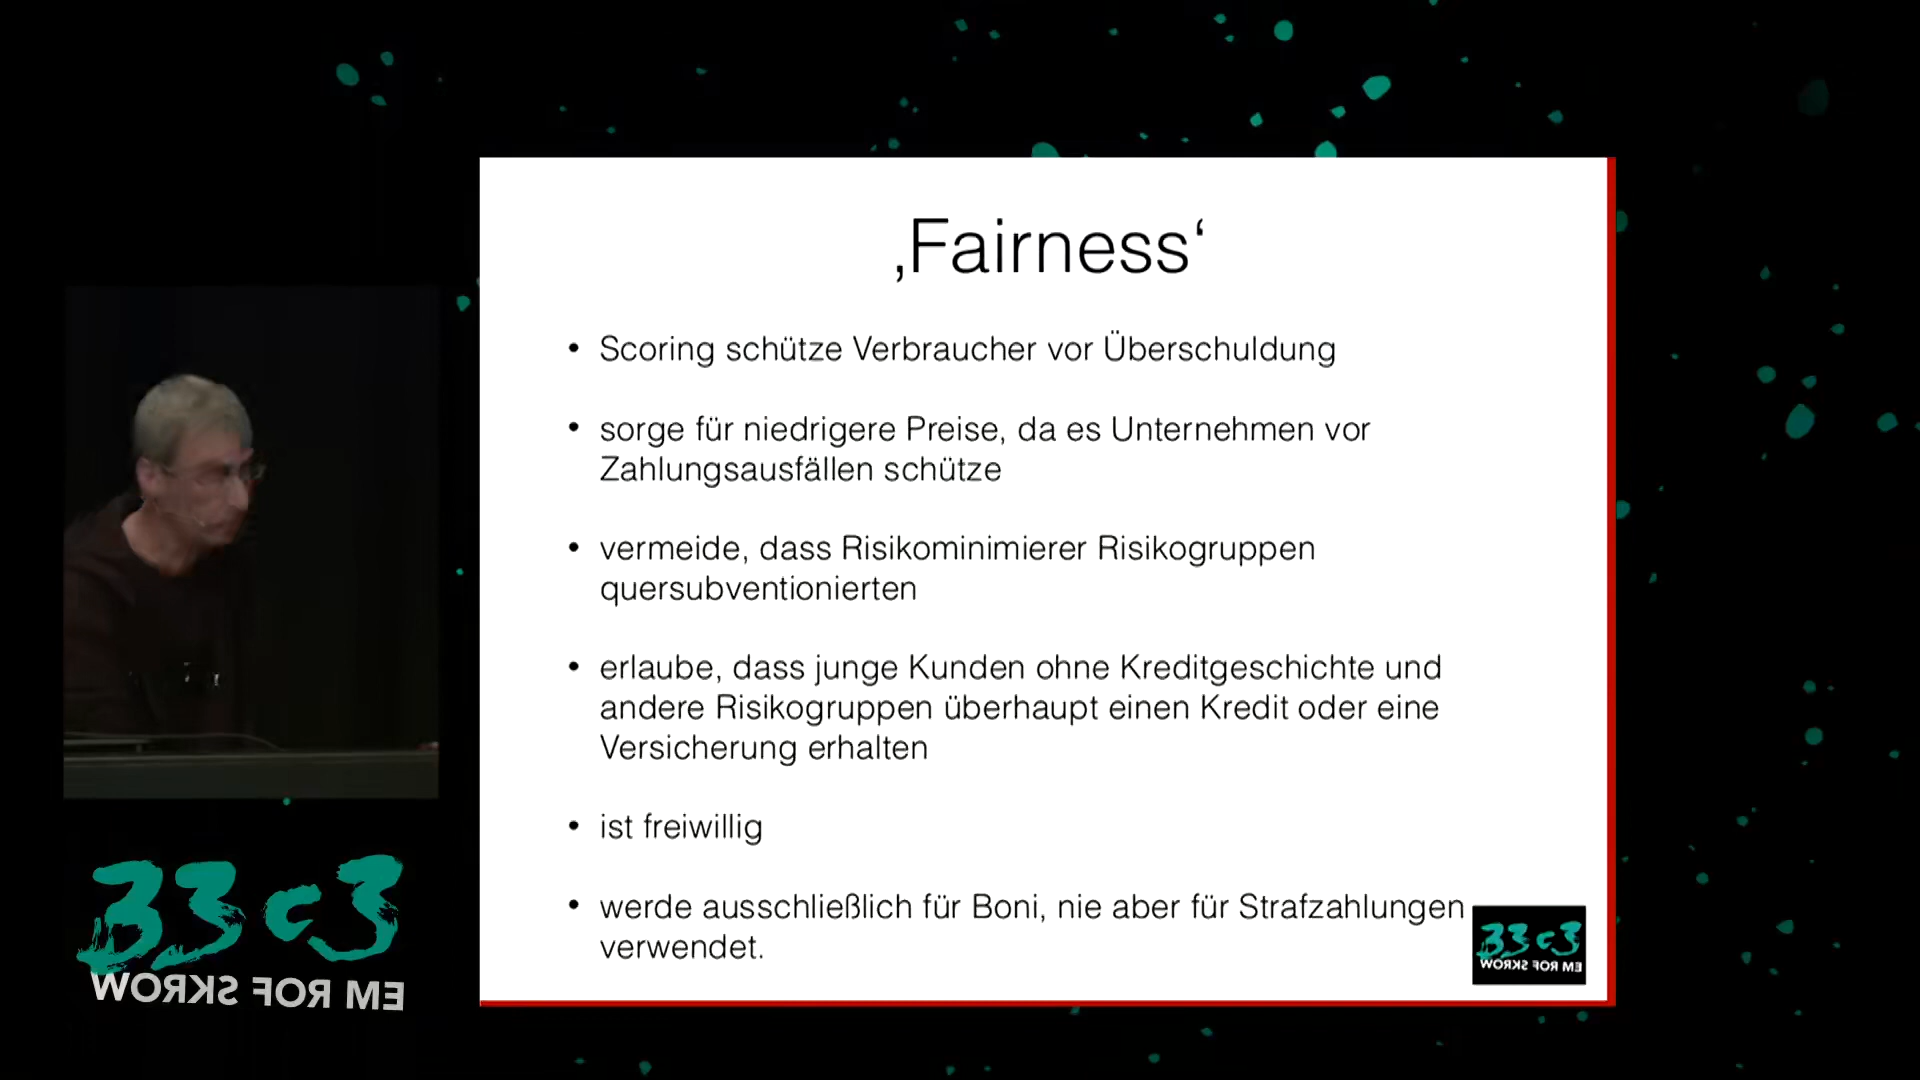 ‚Fairness‘
• Scoring schütze Verbraucher vor Überschuldung
• sorge für niedrigere Preise, da es Unternehmen vor
Zahlungsausfällen schütze
• vermeide, dass Risikominimierer Risikogruppen
quersubventionierten
• erlaube, dass junge Kunden ohne Kreditgeschichte und
andere Risikogruppen überhaupt einen Kredit oder eine
Versicherung erhalten
• ist freiwillig
• werde ausschließlich für Boni, nie aber für Strafzahlungen
verwendet.
33c3
WORKS FOR ME
33c3
WORKS FOR ME